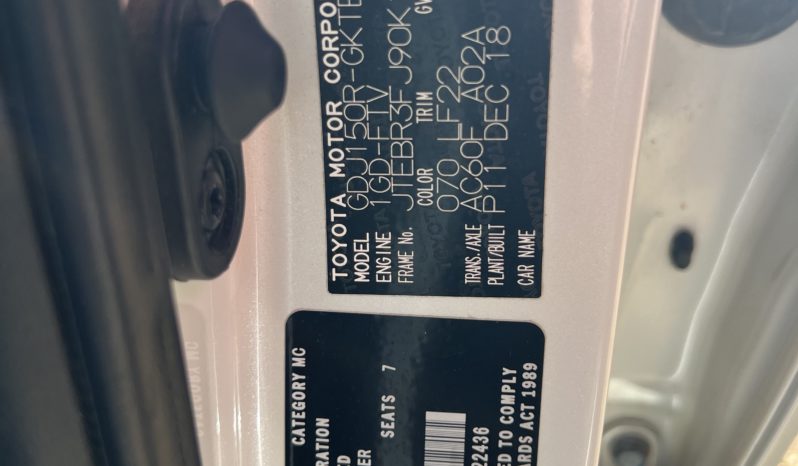 TOYOTA MOTOR CORPO
MODEL GDJ150R-GKTE
ENGINE 1GD-FTV
FRAME No. JTEBR3FJ90K
COLOR TRIM GV
070 LF22
TRANS./AXLE AC60F A02A
PLANT/BUILT P11 DEC 18
CAR NAME
CATEGORY MC
SEATS 7
22436
ED TO COMPLY
ARDS ACT 1989